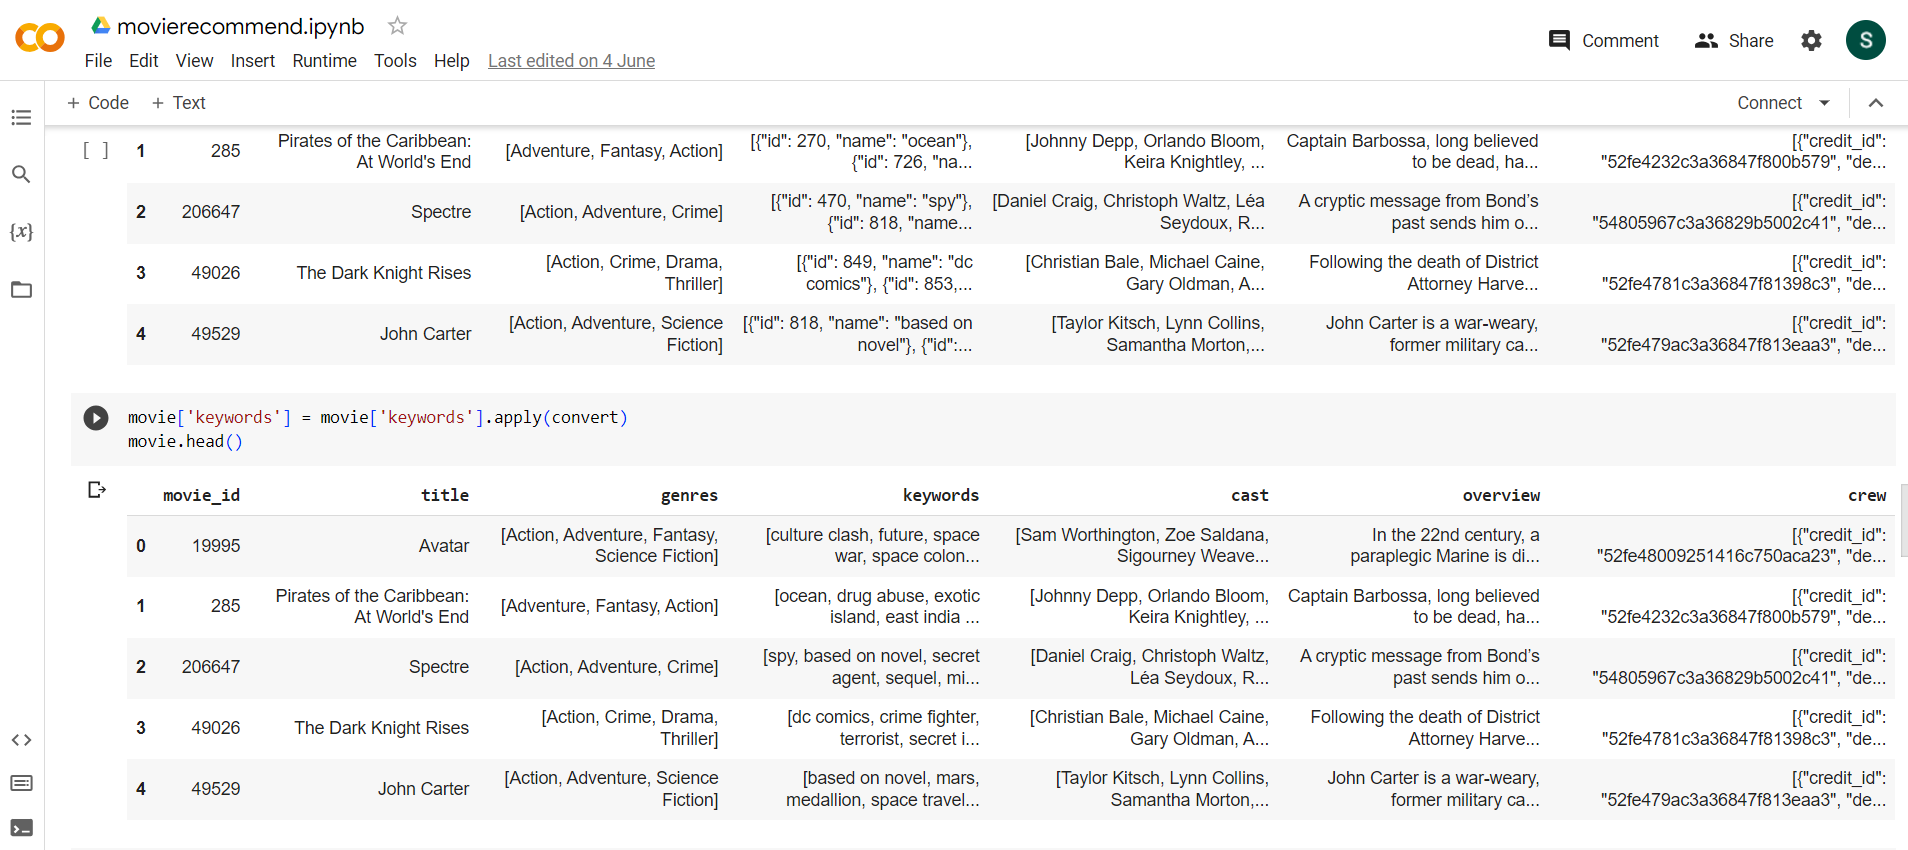 movierecommend.ipynb
File Edit View Insert Runtime Tools Help Last edited on 4 June
Comment Share S
+ Code + Text
Connect
[ ] 1 285 Pirates of the Caribbean: At World's End [Adventure, Fantasy, Action] [{"id": 270, "name": "ocean"}, {"id": 726, "na... [Johnny Depp, Orlando Bloom, Keira Knightley, ... Captain Barbossa, long believed to be dead, ha... [{"credit_id": "52fe4232c3a36847f800b579", "de...
2 206647 Spectre [Action, Adventure, Crime] [{"id": 470, "name": "spy"}, {"id": 818, "name... [Daniel Craig, Christoph Waltz, Léa Seydoux, R... A cryptic message from Bond’s past sends him o... [{"credit_id": "54805967c3a36829b5002c41", "de...
3 49026 The Dark Knight Rises [Action, Crime, Drama, Thriller] [{"id": 849, "name": "dc comics"}, {"id": 853,... [Christian Bale, Michael Caine, Gary Oldman, A... Following the death of District Attorney Harve... [{"credit_id": "52fe4781c3a36847f81398c3", "de...
4 49529 John Carter [Action, Adventure, Science Fiction] [{"id": 818, "name": "based on novel"}, {"id":... [Taylor Kitsch, Lynn Collins, Samantha Morton,... John Carter is a war-weary, former military ca... [{"credit_id": "52fe479ac3a36847f813eaa3", "de...
movie['keywords'] = movie['keywords'].apply(convert)
movie.head()
movie_id title genres keywords cast overview crew
0 19995 Avatar [Action, Adventure, Fantasy, Science Fiction] [culture clash, future, space war, space colon... [Sam Worthington, Zoe Saldana, Sigourney Weave... In the 22nd century, a paraplegic Marine is di... [{"credit_id": "52fe48009251416c750aca23", "de...
1 285 Pirates of the Caribbean: At World's End [Adventure, Fantasy, Action] [ocean, drug abuse, exotic island, east india ... [Johnny Depp, Orlando Bloom, Keira Knightley, ... Captain Barbossa, long believed to be dead, ha... [{"credit_id": "52fe4232c3a36847f800b579", "de...
2 206647 Spectre [Action, Adventure, Crime] [spy, based on novel, secret agent, sequel, mi... [Daniel Craig, Christoph Waltz, Léa Seydoux, R... A cryptic message from Bond’s past sends him o... [{"credit_id": "54805967c3a36829b5002c41", "de...
3 49026 The Dark Knight Rises [Action, Crime, Drama, Thriller] [dc comics, crime fighter, terrorist, secret i... [Christian Bale, Michael Caine, Gary Oldman, A... Following the death of District Attorney Harve... [{"credit_id": "52fe4781c3a36847f81398c3", "de...
4 49529 John Carter [Action, Adventure, Science Fiction] [based on novel, mars, medallion, space travel... [Taylor Kitsch, Lynn Collins, Samantha Morton,... John Carter is a war-weary, former military ca... [{"credit_id": "52fe479ac3a36847f813eaa3", "de...